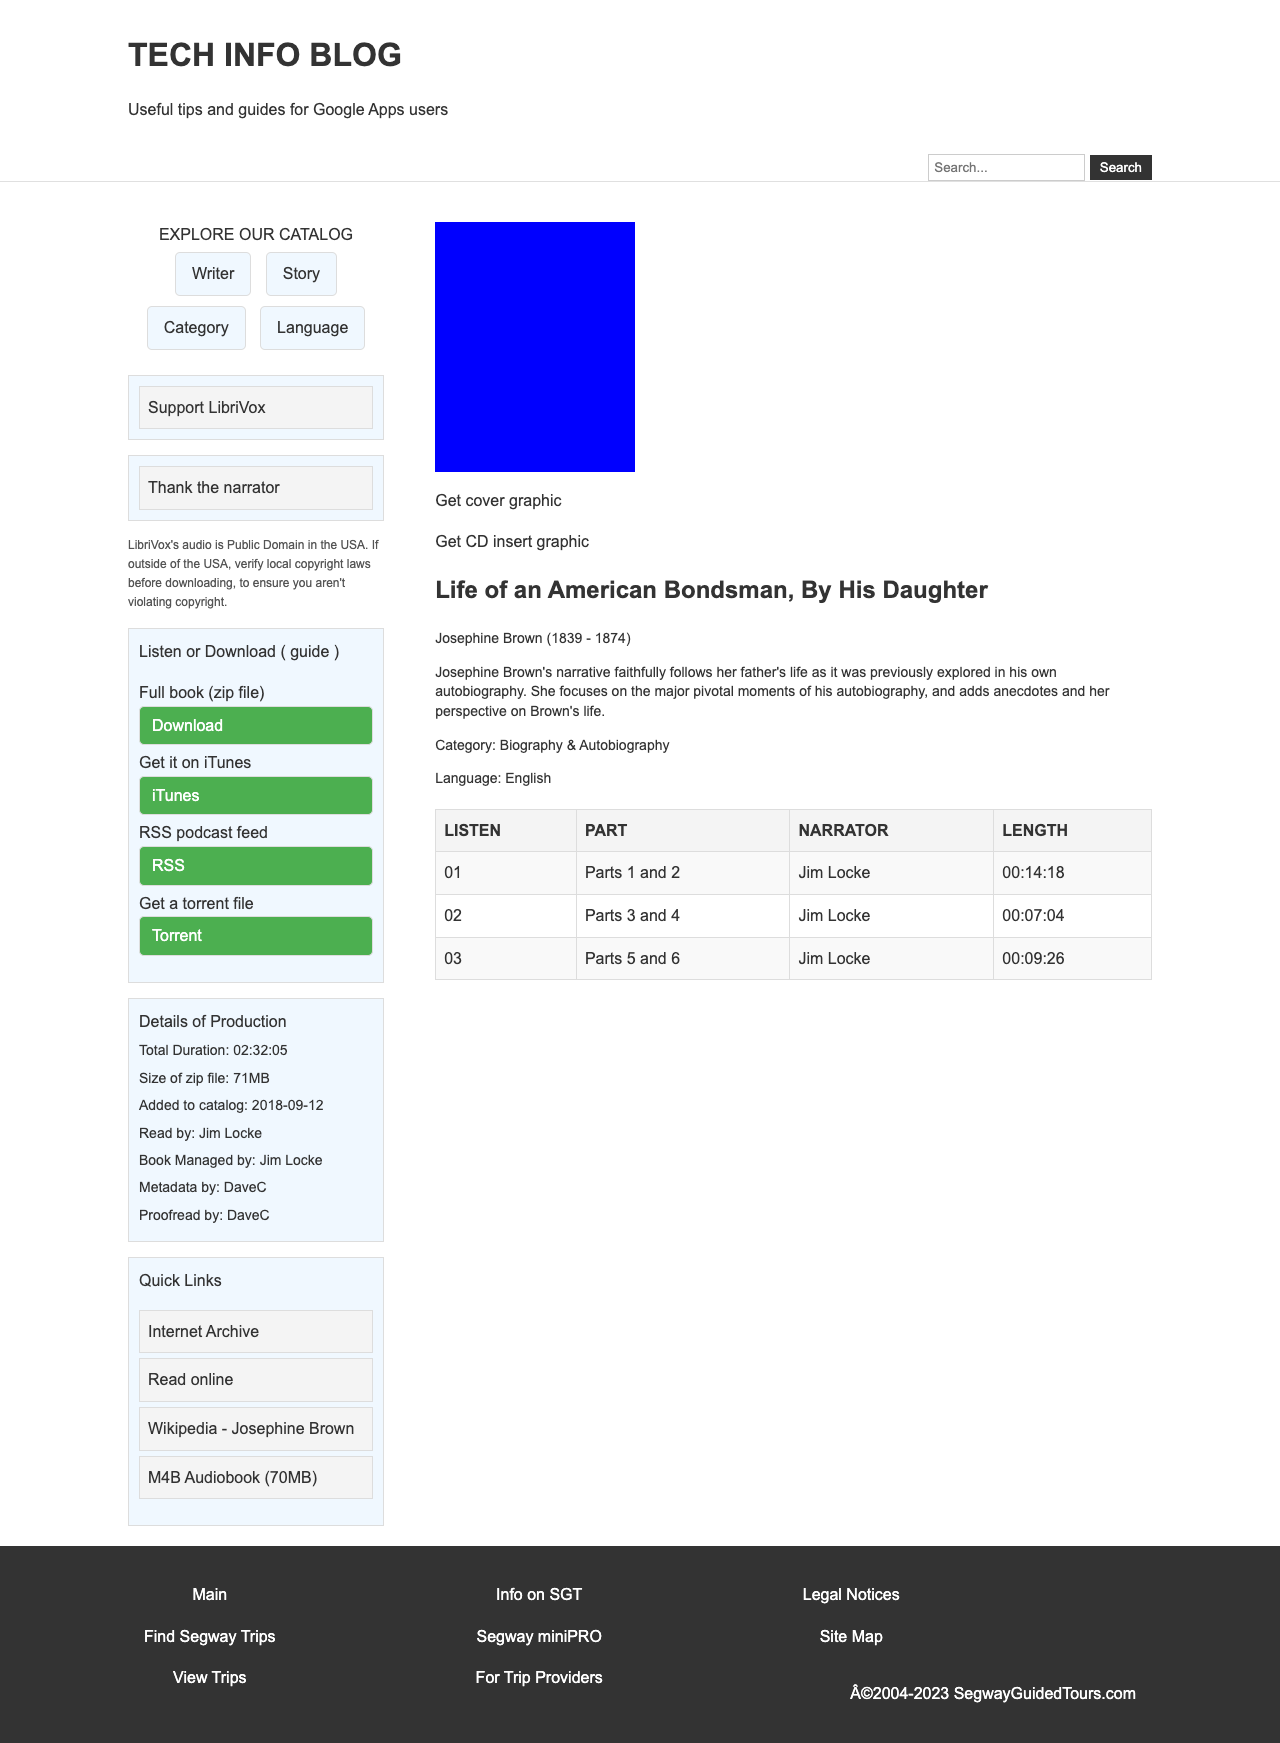 TECH INFO BLOG
Useful tips and guides for Google Apps users
Search...
Search
EXPLORE OUR CATALOG
Writer
Story
Category
Language
Support LibriVox
Thank the narrator
LibriVox's audio is Public Domain in the USA. If
outside of the USA, verify local copyright laws
before downloading, to ensure you aren't
violating copyright.
Listen or Download ( guide )
Full book (zip file)
Download
Get it on iTunes
iTunes
RSS podcast feed
RSS
Get a torrent file
Torrent
Details of Production
Total Duration: 02:32:05
Size of zip file: 71MB
Added to catalog: 2018-09-12
Read by: Jim Locke
Book Managed by: Jim Locke
Metadata by: DaveC
Proofread by: DaveC
Quick Links
Internet Archive
Read online
Wikipedia - Josephine Brown
M4B Audiobook (70MB)
Get cover graphic
Get CD insert graphic
Life of an American Bondsman, By His Daughter
Josephine Brown (1839 - 1874)
Josephine Brown's narrative faithfully follows her father's life as it was previously explored in his own
autobiography. She focuses on the major pivotal moments of his autobiography, and adds anecdotes and her
perspective on Brown's life.
Category: Biography & Autobiography
Language: English
LISTEN PART NARRATOR LENGTH
01 Parts 1 and 2 Jim Locke 00:14:18
02 Parts 3 and 4 Jim Locke 00:07:04
03 Parts 5 and 6 Jim Locke 00:09:26
Main
Find Segway Trips
View Trips
Info on SGT
Segway miniPRO
For Trip Providers
Legal Notices
Site Map
Â©2004-2023 SegwayGuidedTours.com